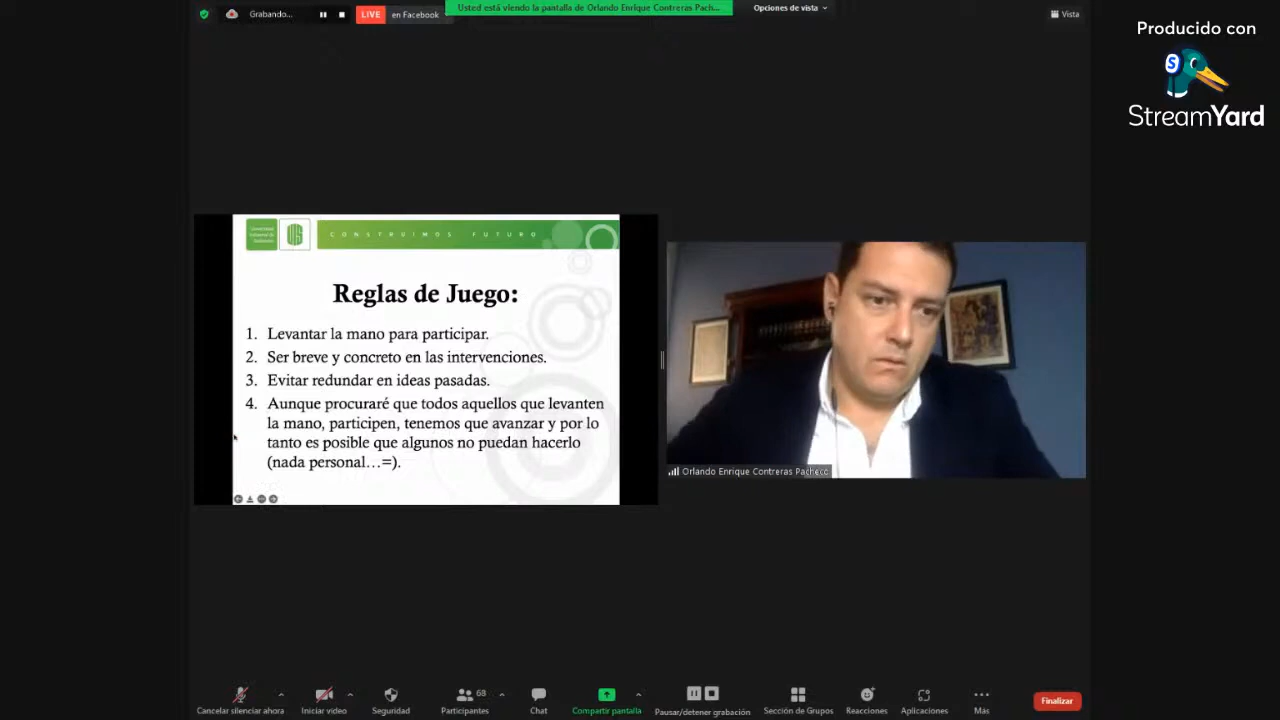 Grabando...
LIVE
en Facebook
Usted está viendo la pantalla de Orlando Enrique Contreras Pach...
Opciones de vista
Vista
Producido con
S
StreamYard
Universidad
Industrial de
Santander
UIS
CONSTRUIMOS FUTURO
Reglas de Juego:
1. Levantar la mano para participar.
2. Ser breve y concreto en las intervenciones.
3. Evitar redundar en ideas pasadas.
4. Aunque procuraré que todos aquellos que levanten
la mano, participen, tenemos que avanzar y por lo
tanto es posible que algunos no puedan hacerlo
(nada personal…=).
Orlando Enrique Contreras Pacheco
Cancelar silenciar ahora
Iniciar video
Seguridad
68
Participantes
Chat
Compartir pantalla
Pausar/detener grabación
Sección de Grupos
Reacciones
Aplicaciones
Más
Finalizar